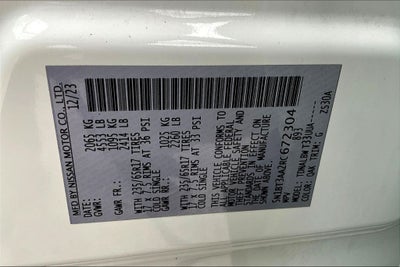 MFD BY NISSAN MOTOR CO., LTD.
DATE: 12/23
GVWR: 2065 KG
4553 LB
GAWR FR.: 1095 KG
2414 LB
WITH 235/65R17 TIRES
17 X 7.5 RIMS AT 36 PSI
COLD SINGLE
GAWR RR.: 1025 KG
2260 LB
WITH 235/65R17 TIRES
17 X 7.5 RIMS AT 33 PSI
COLD SINGLE
THIS VEHICLE CONFORMS TO
ALL APPLICABLE FEDERAL
MOTOR VEHICLE SAFETY AND
THEFT PREVENTION
STANDARDS IN EFFECT ON
THE DATE OF MANUFACTURE
SHOWN ABOVE.
672304
MPV
COLOR: QAK TRIM: G
Z530A